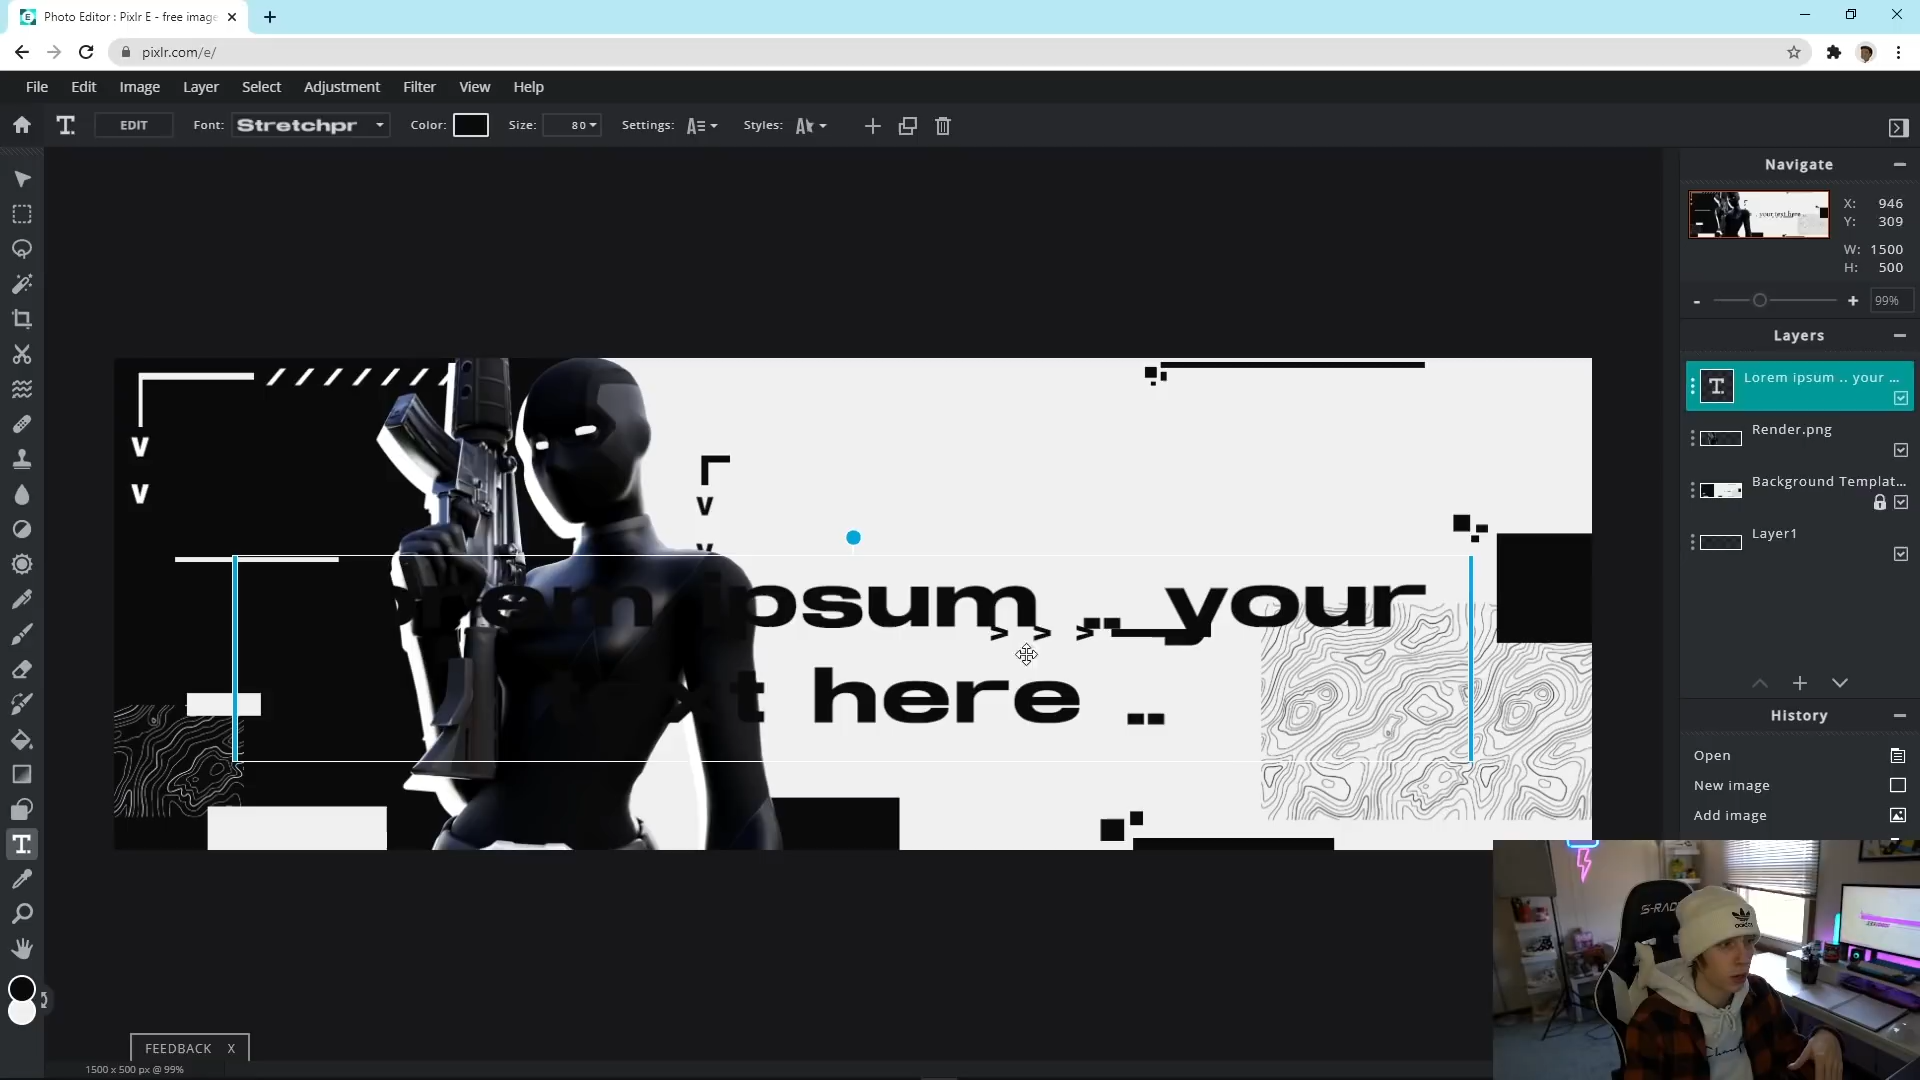 Photo Editor : Pixlr E - free image
pixlr.com/e/
File Edit Image Layer Select Adjustment Filter View Help
EDIT Font: Stretchpr Color: Size: 80 Settings: Styles:
Navigate
X: 946
Y: 309
W: 1500
H: 500
- + 99%
Layers
Lorem ipsum .. your ...
Render.png
Background Templat...
Layer1
History
Open
New image
Add image
V
V
V
orem ipsum .. your
> > >
text here ..
FEEDBACK X
1500 x 500 px @ 99%